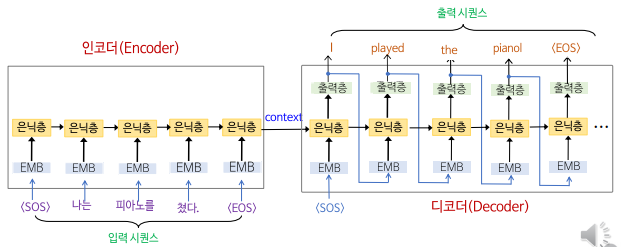 출력 시퀀스
인코더(Encoder)
I played the pianol 〈EOS〉
출력층 출력층 출력층 출력층 출력층
context
은닉층 은닉층 은닉층 은닉층 은닉층 은닉층 은닉층 은닉층 은닉층 은닉층 ···
EMB EMB EMB EMB EMB EMB EMB EMB EMB EMB
〈SOS〉 나는 피아노를 쳤다. 〈EOS〉 〈SOS〉
디코더(Decoder)
입력 시퀀스